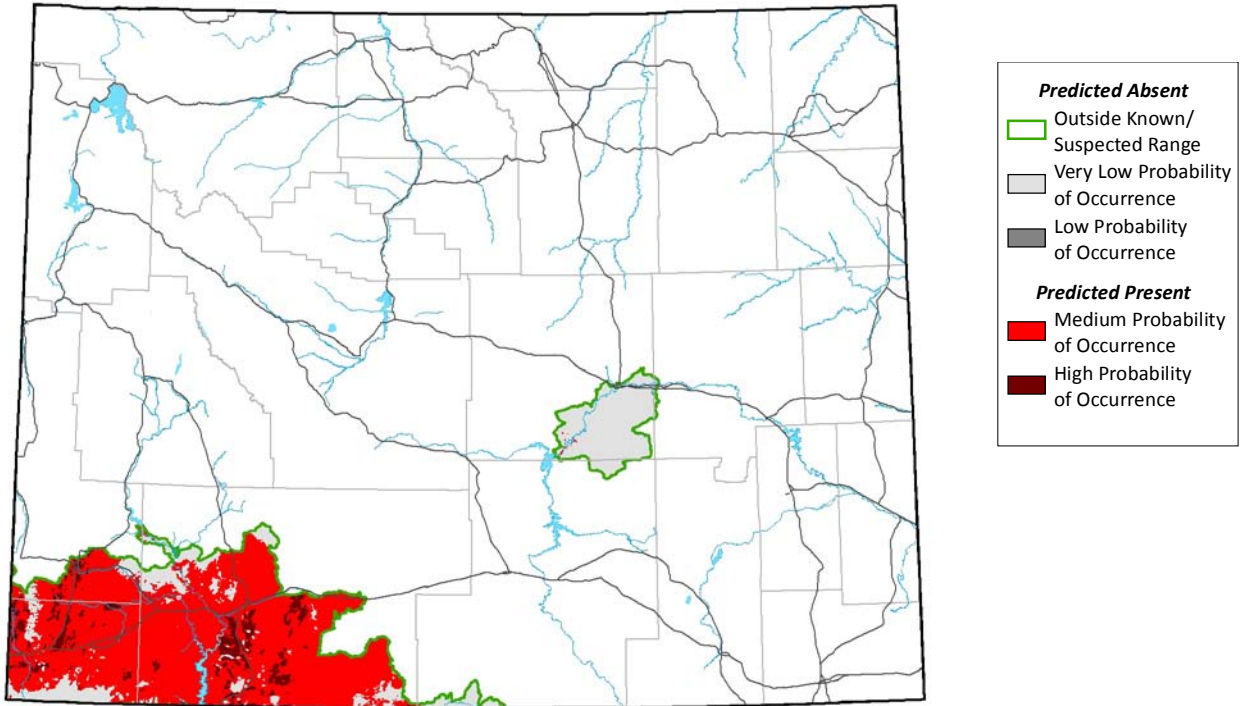 Predicted Absent
Outside Known/
Suspected Range
Very Low Probability
of Occurrence
Low Probability
of Occurrence
Predicted Present
Medium Probability
of Occurrence
High Probability
of Occurrence